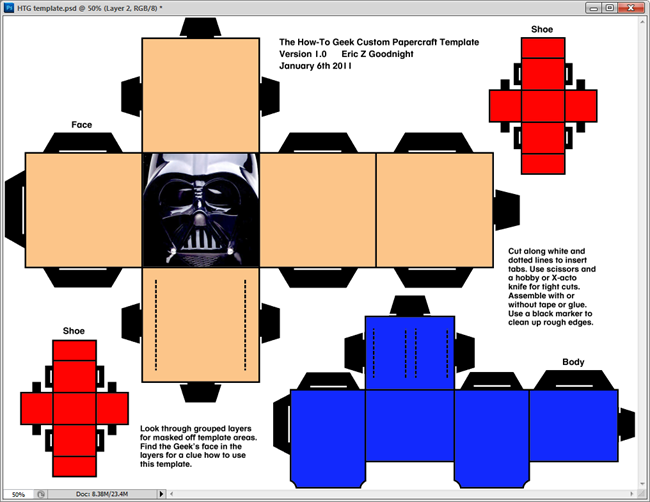 HTG template.psd @ 50% (Layer 2, RGB/8) *
The How-To Geek Custom Papercraft Template
Version 1.0 Eric Z Goodnight
January 6th 2011
Shoe
Face
Cut along white and
dotted lines to insert
tabs. Use scissors and
a hobby or X-acto
knife for tight cuts.
Assemble with or
without tape or glue.
Use a black marker to
clean up rough edges.
Shoe
Body
Look through grouped layers
for masked off template areas.
Find the Geek's face in the
layers for a clue how to use
this template.
50%
Doc: 8.38M/23.4M